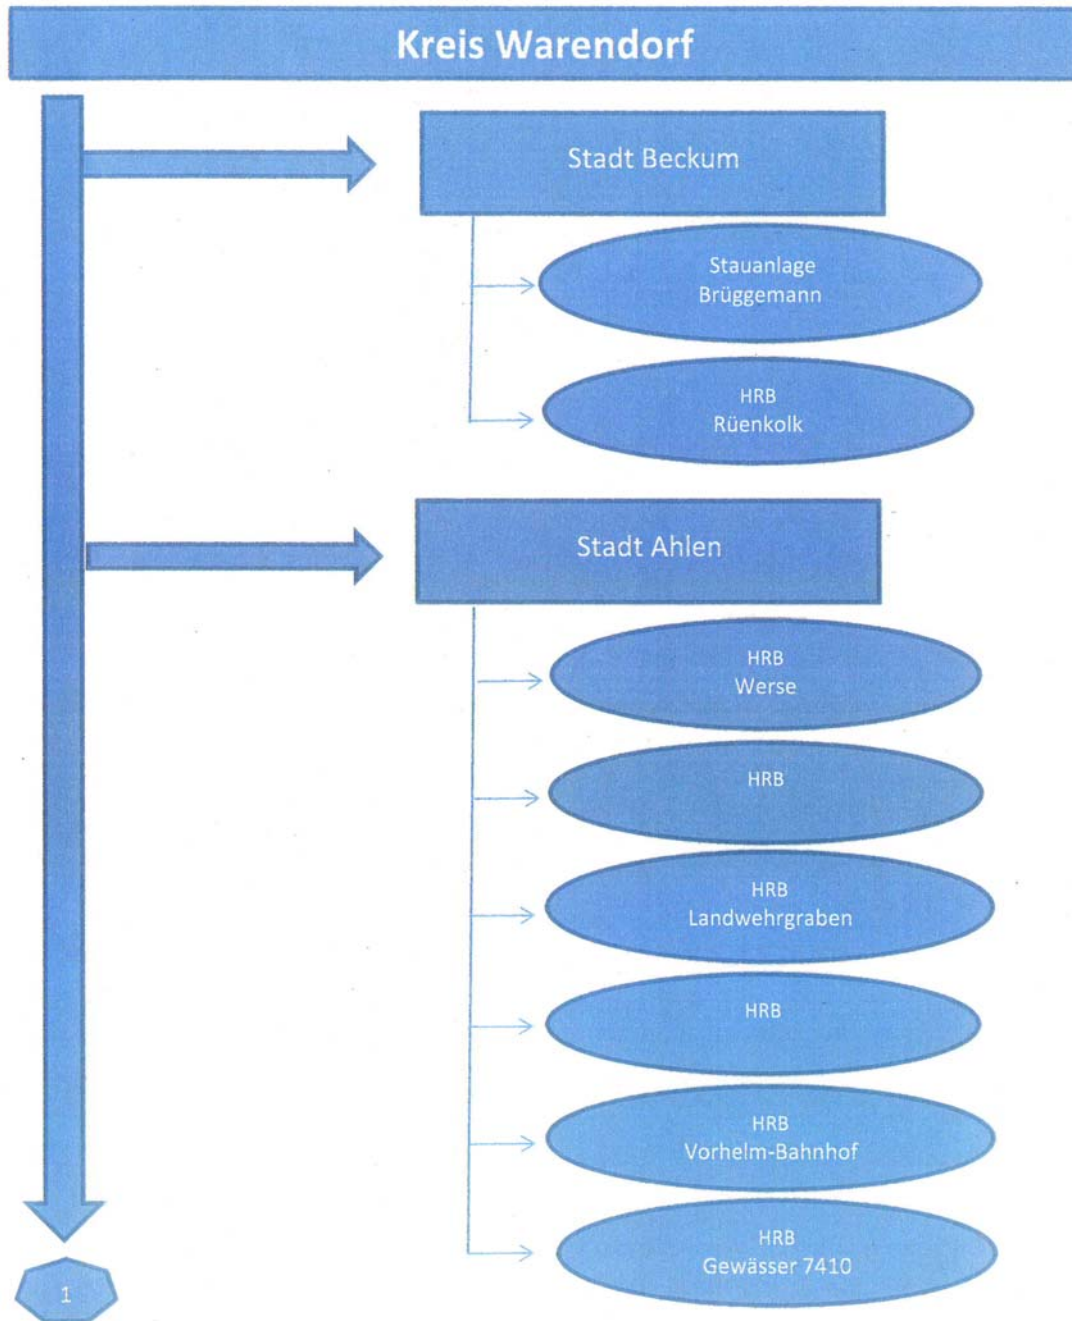 Kreis Warendorf
Stadt Beckum
Stauanlage
Brüggemann
HRB
Rüenkolk
Stadt Ahlen
HRB
Werse
HRB
HRB
Landwehrgraben
HRB
HRB
Vorhelm-Bahnhof
HRB
Gewässer 7410
1